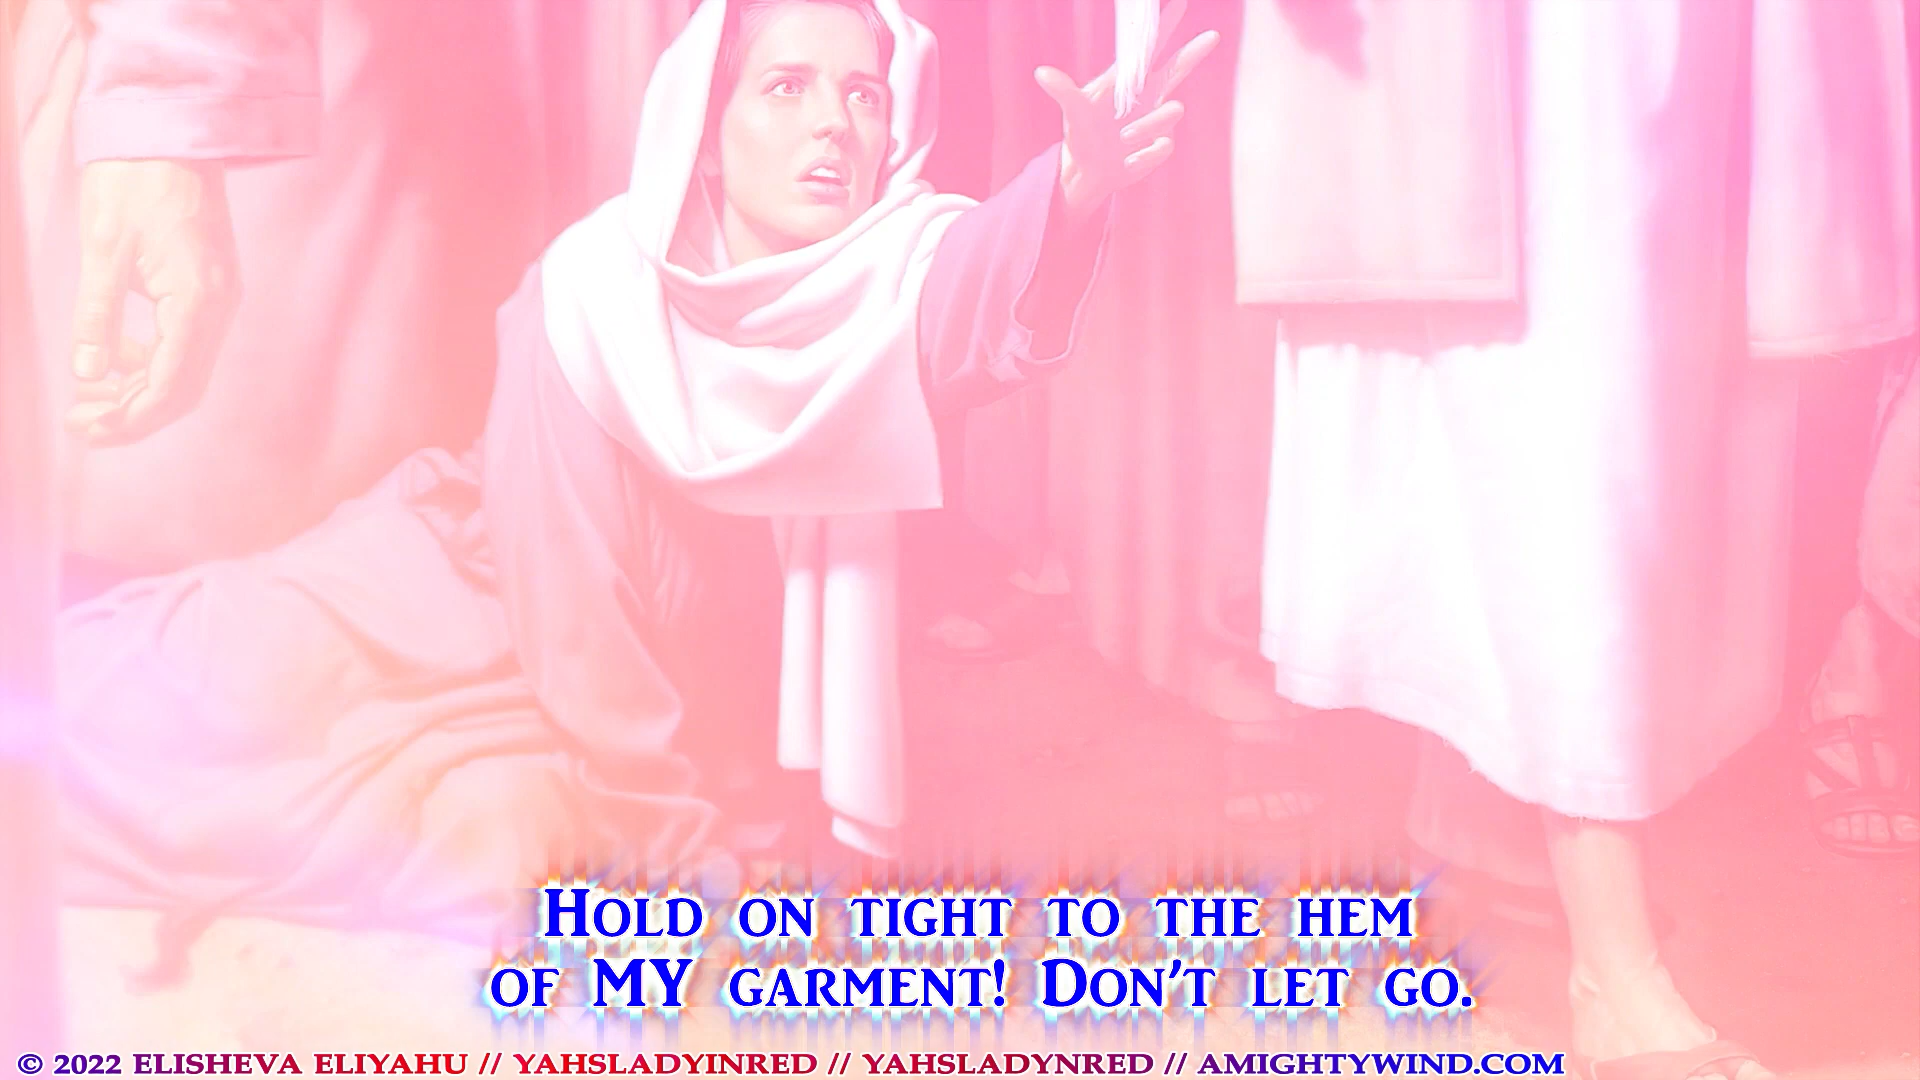 Hold on tight to the hem
of MY garment! Don't let go.
© 2022 ELISHEVA ELIYAHU // YAHSLADYINRED // YAHSLADYNRED // AMIGHTYWIND.COM